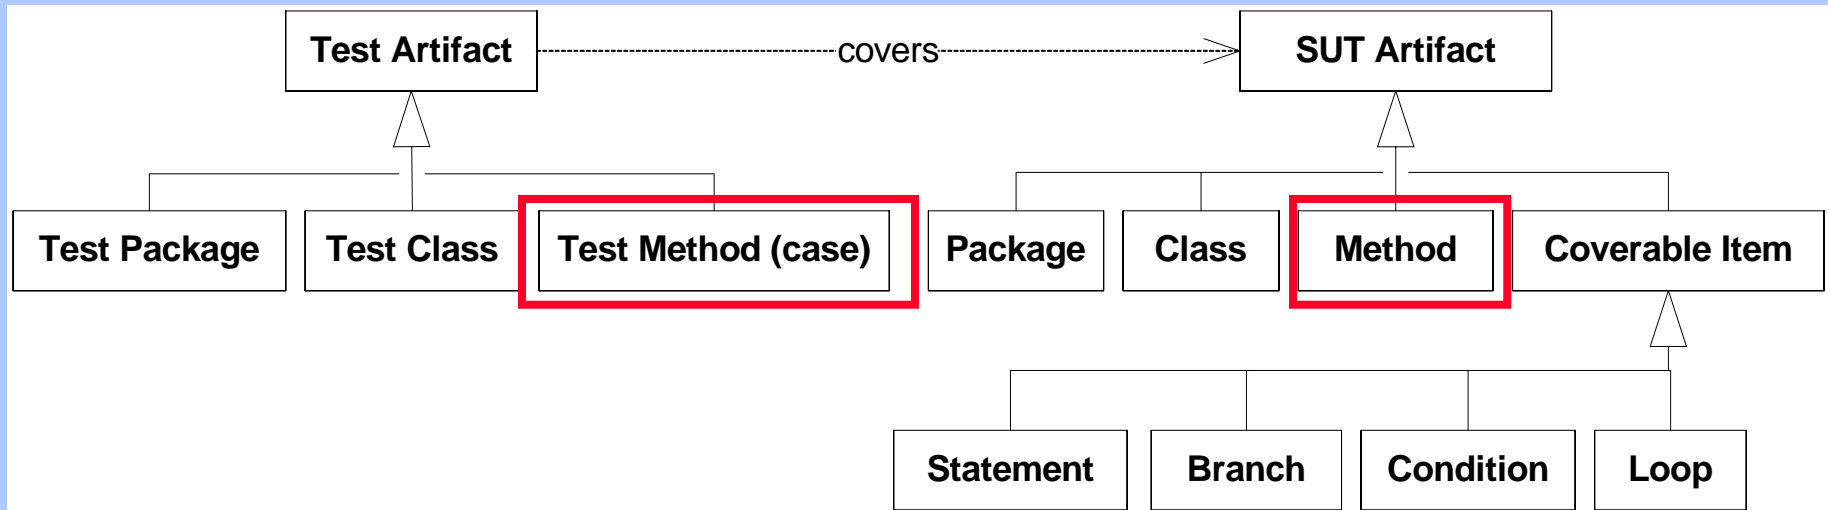 Test Artifact
covers
SUT Artifact
Test Package
Test Class
Test Method (case)
Package
Class
Method
Coverable Item
Statement
Branch
Condition
Loop